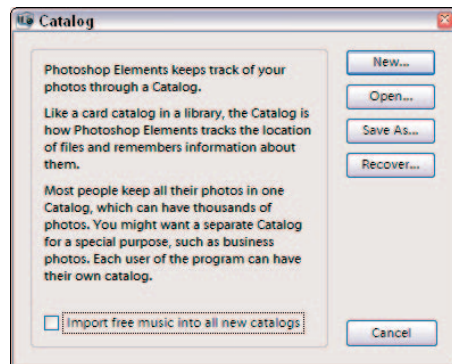 Catalog
Photoshop Elements keeps track of your
photos through a Catalog.
Like a card catalog in a library, the Catalog is
how Photoshop Elements tracks the location
of files and remembers information about
them.
Most people keep all their photos in one
Catalog, which can have thousands of
photos. You might want a separate Catalog
for a special purpose, such as business
photos. Each user of the program can have
their own catalog.
Import free music into all new catalogs
New...
Open...
Save As...
Recover...
Cancel